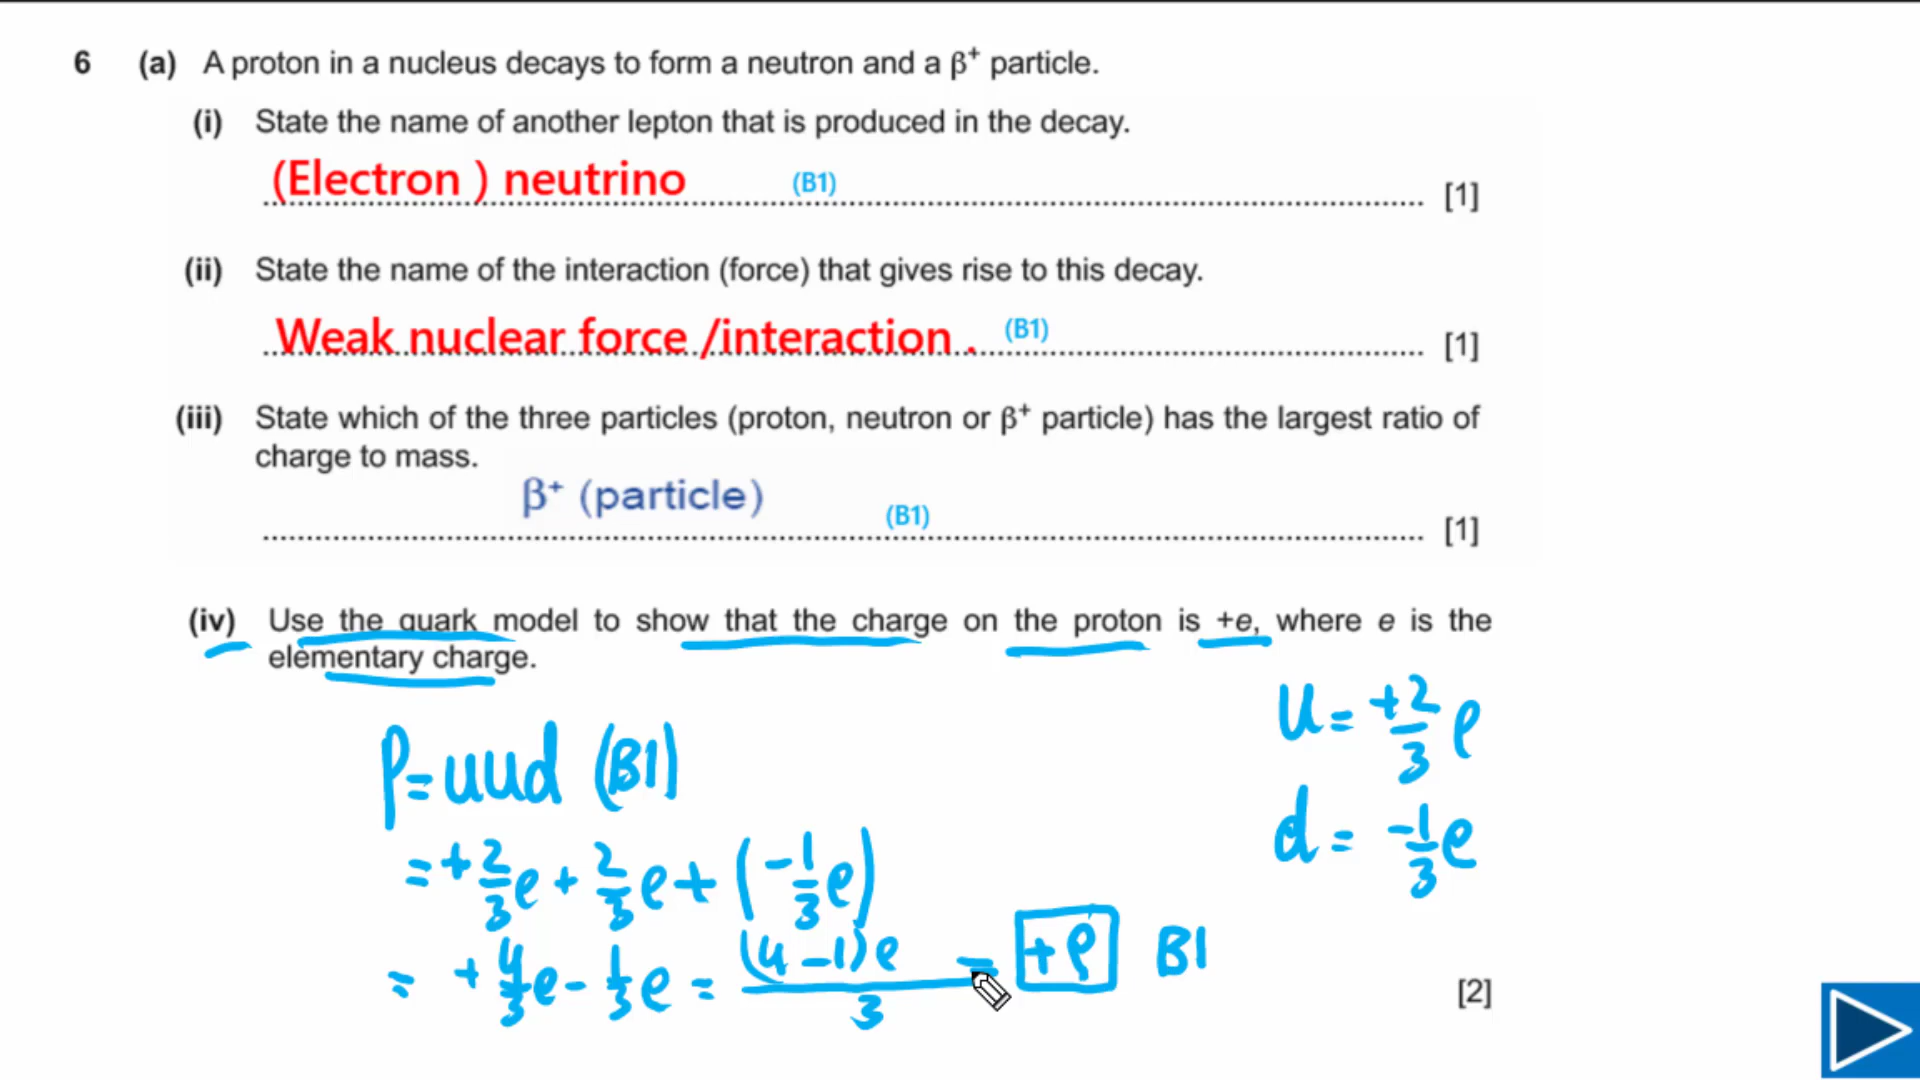 6 (a) A proton in a nucleus decays to form a neutron and a β⁺ particle.
(i) State the name of another lepton that is produced in the decay.
(Electron ) neutrino (B1) [1]
(ii) State the name of the interaction (force) that gives rise to this decay.
Weak nuclear force /interaction . (B1) [1]
(iii) State which of the three particles (proton, neutron or β⁺ particle) has the largest ratio of
charge to mass.
β⁺ (particle) (B1) [1]
(iv) Use the quark model to show that the charge on the proton is +e, where e is the
elementary charge.
u = +2/3 e
P = uud (B1)
d = -1/3 e
= +2/3 e + 2/3 e + (-1/3 e)
= +4/3 e - 1/3 e = (4-1)e/3 = +e B1
[2]